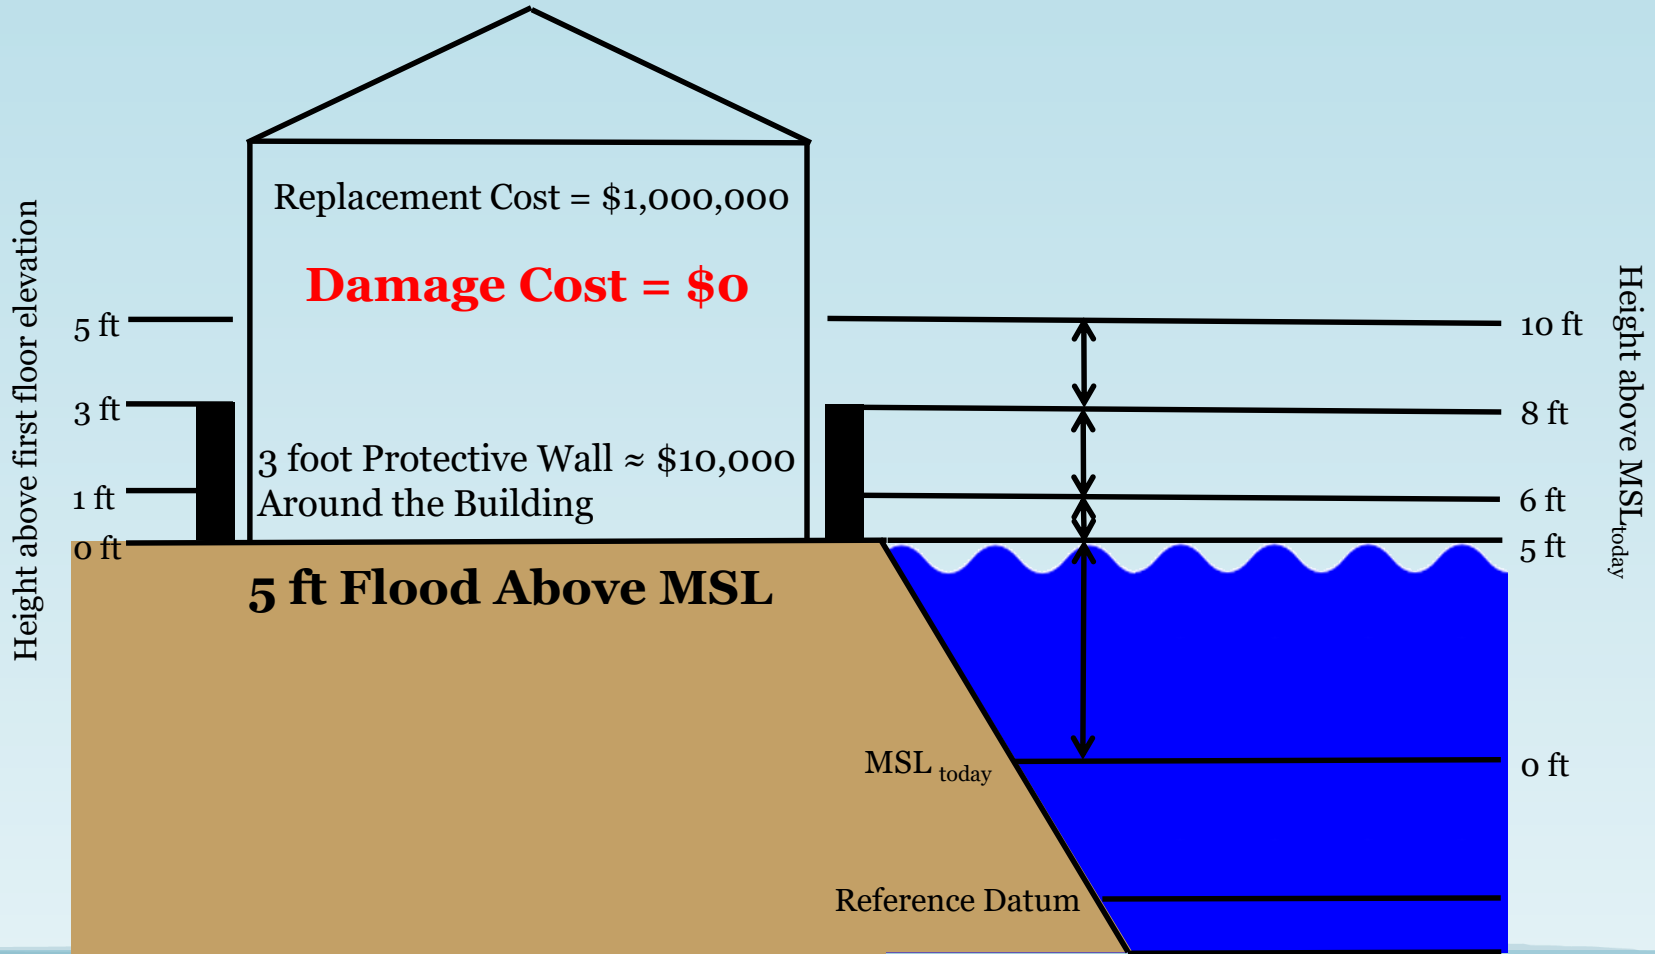 Replacement Cost = $1,000,000
Damage Cost = $0
3 foot Protective Wall ≈ $10,000
Around the Building
Height above first floor elevation
5 ft
3 ft
1 ft
0 ft
5 ft Flood Above MSL
10 ft
8 ft
6 ft
5 ft
0 ft
Height above MSL today
MSL today
Reference Datum